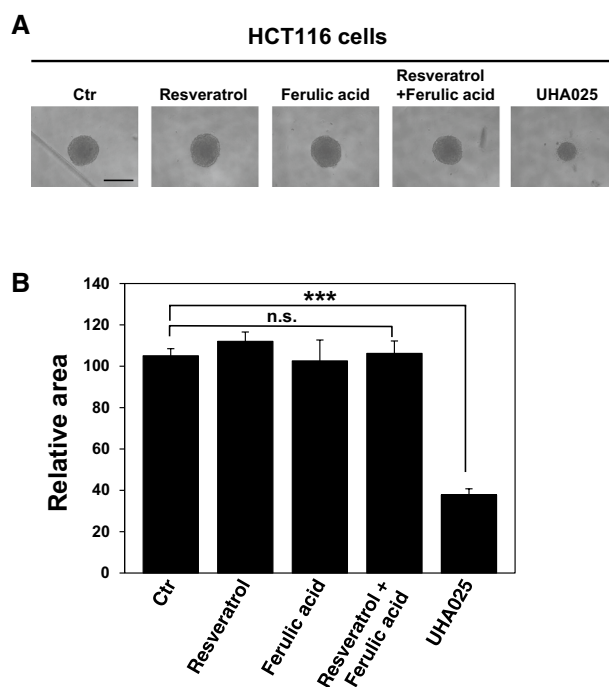 A
HCT116 cells
Ctr
Resveratrol
Ferulic acid
Resveratrol
+Ferulic acid
UHA025
B
140
120
100
80
60
40
20
0
Relative area
***
n.s.
Ctr
Resveratrol
Ferulic acid
Resveratrol +
Ferulic acid
UHA025